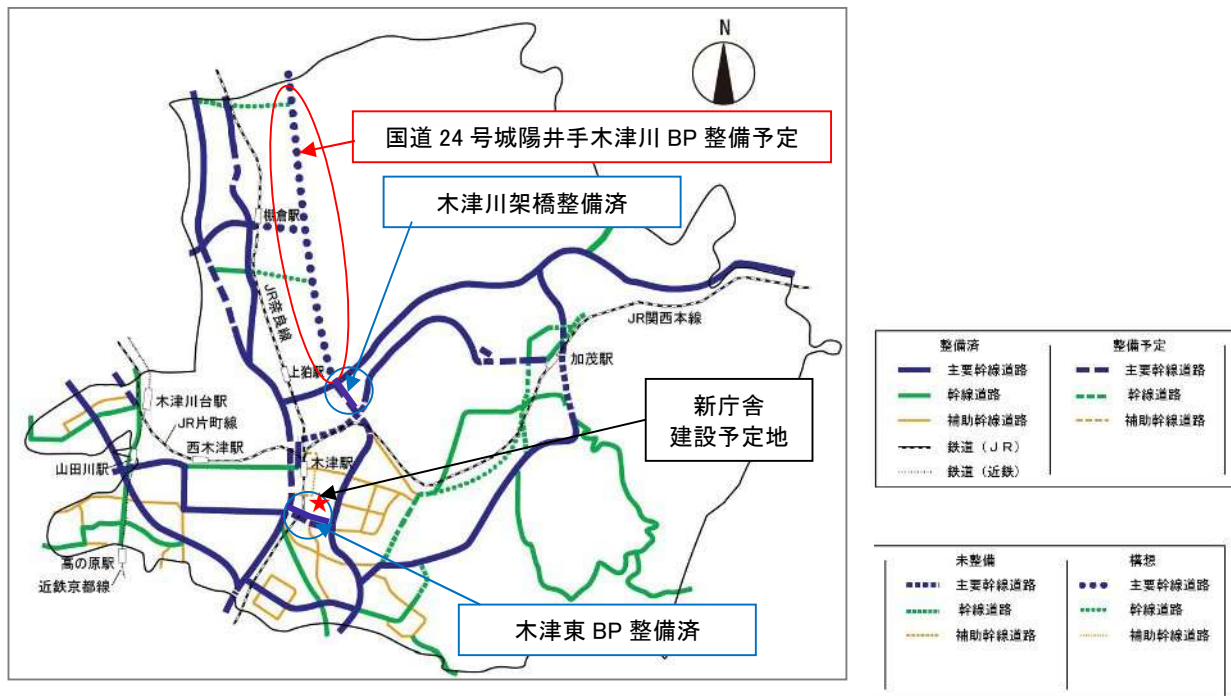 N
国道 24 号城陽井手木津川 BP 整備予定
木津川架橋整備済
棚倉駅
JR奈良線
JR関西本線
上狛駅
加茂駅
新庁舎
建設予定地
木津川台駅
JR片町線
西木津駅
木津駅
山田川駅
高の原駅
近鉄京都線
木津東 BP 整備済
整備済
主要幹線道路
幹線道路
補助幹線道路
鉄道（ＪＲ）
鉄道（近鉄）
整備予定
主要幹線道路
幹線道路
補助幹線道路
未整備
主要幹線道路
幹線道路
補助幹線道路
構想
主要幹線道路
幹線道路
補助幹線道路